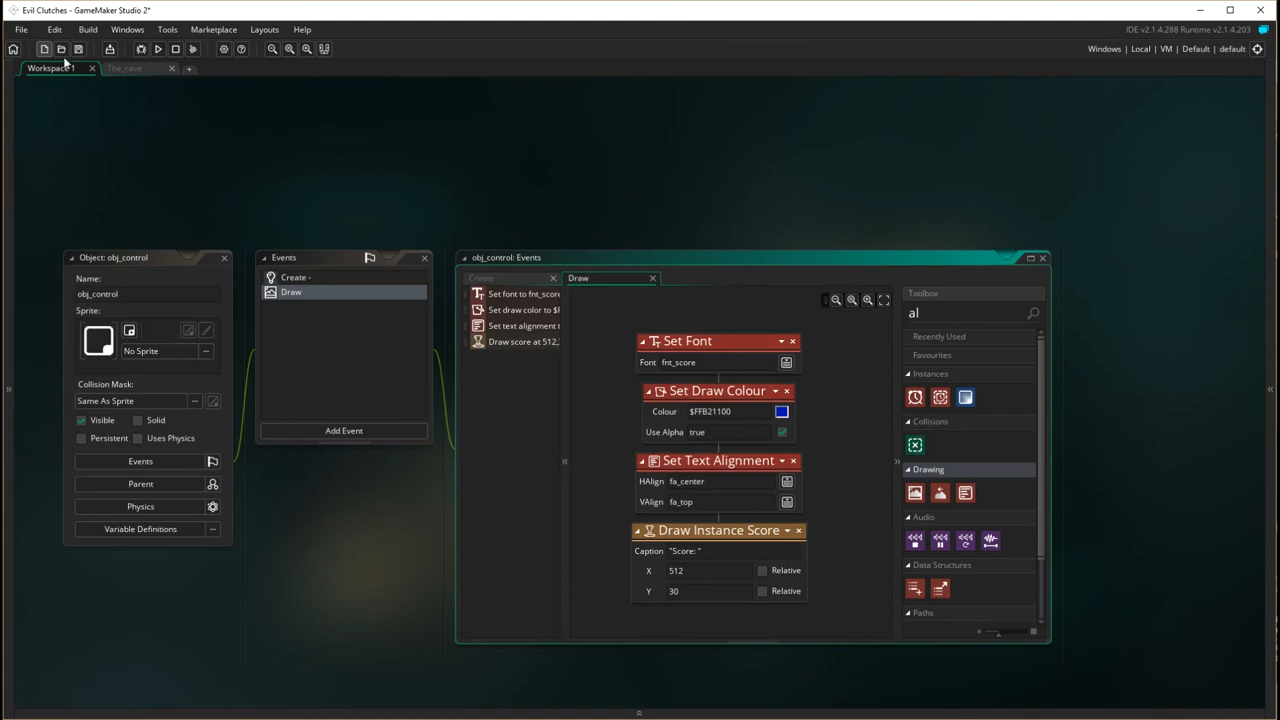 Evil Clutches - GameMaker Studio 2*
File Edit Build Windows Tools Marketplace Layouts Help
IDE v2.1.4.288 Runtime v2.1.4.203
Windows | Local | VM | Default | default
Workspace 1
The_cave
Object: obj_control
Name:
obj_control
Sprite:
No Sprite
Collision Mask:
Same As Sprite
Visible
Solid
Persistent
Uses Physics
Events
Parent
Physics
Variable Definitions
Events
Create -
Draw
Add Event
obj_control: Events
Create
Draw
Set font to fnt_score
Set draw color to $F
Set text alignment t
Draw score at 512,
Set Font
Font fnt_score
Set Draw Colour
Colour $FFB21100
Use Alpha true
Set Text Alignment
HAlign fa_center
VAlign fa_top
Draw Instance Score
Caption "Score: "
X 512 Relative
Y 30 Relative
Toolbox
al
Recently Used
Favourites
Instances
Collisions
Drawing
Audio
Data Structures
Paths